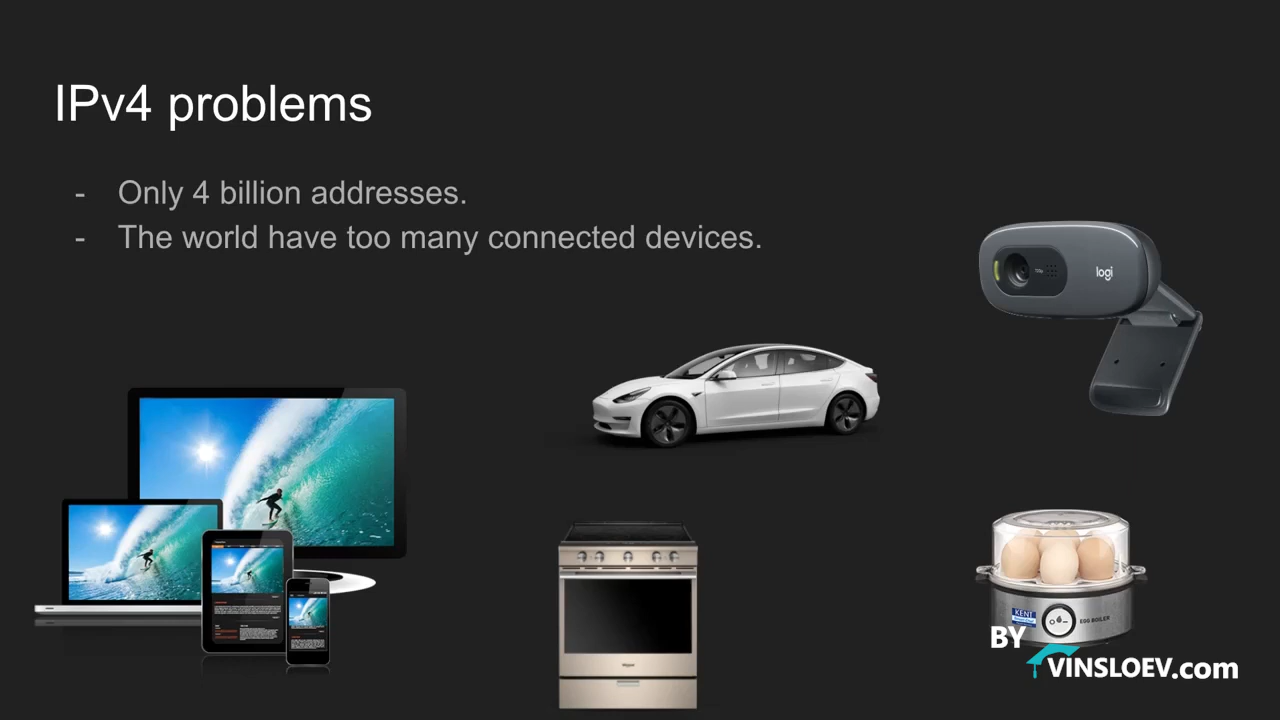 IPv4 problems
- Only 4 billion addresses.
- The world have too many connected devices.
logi
KENT
EGG BOILER
BY
VINSLOEV.com